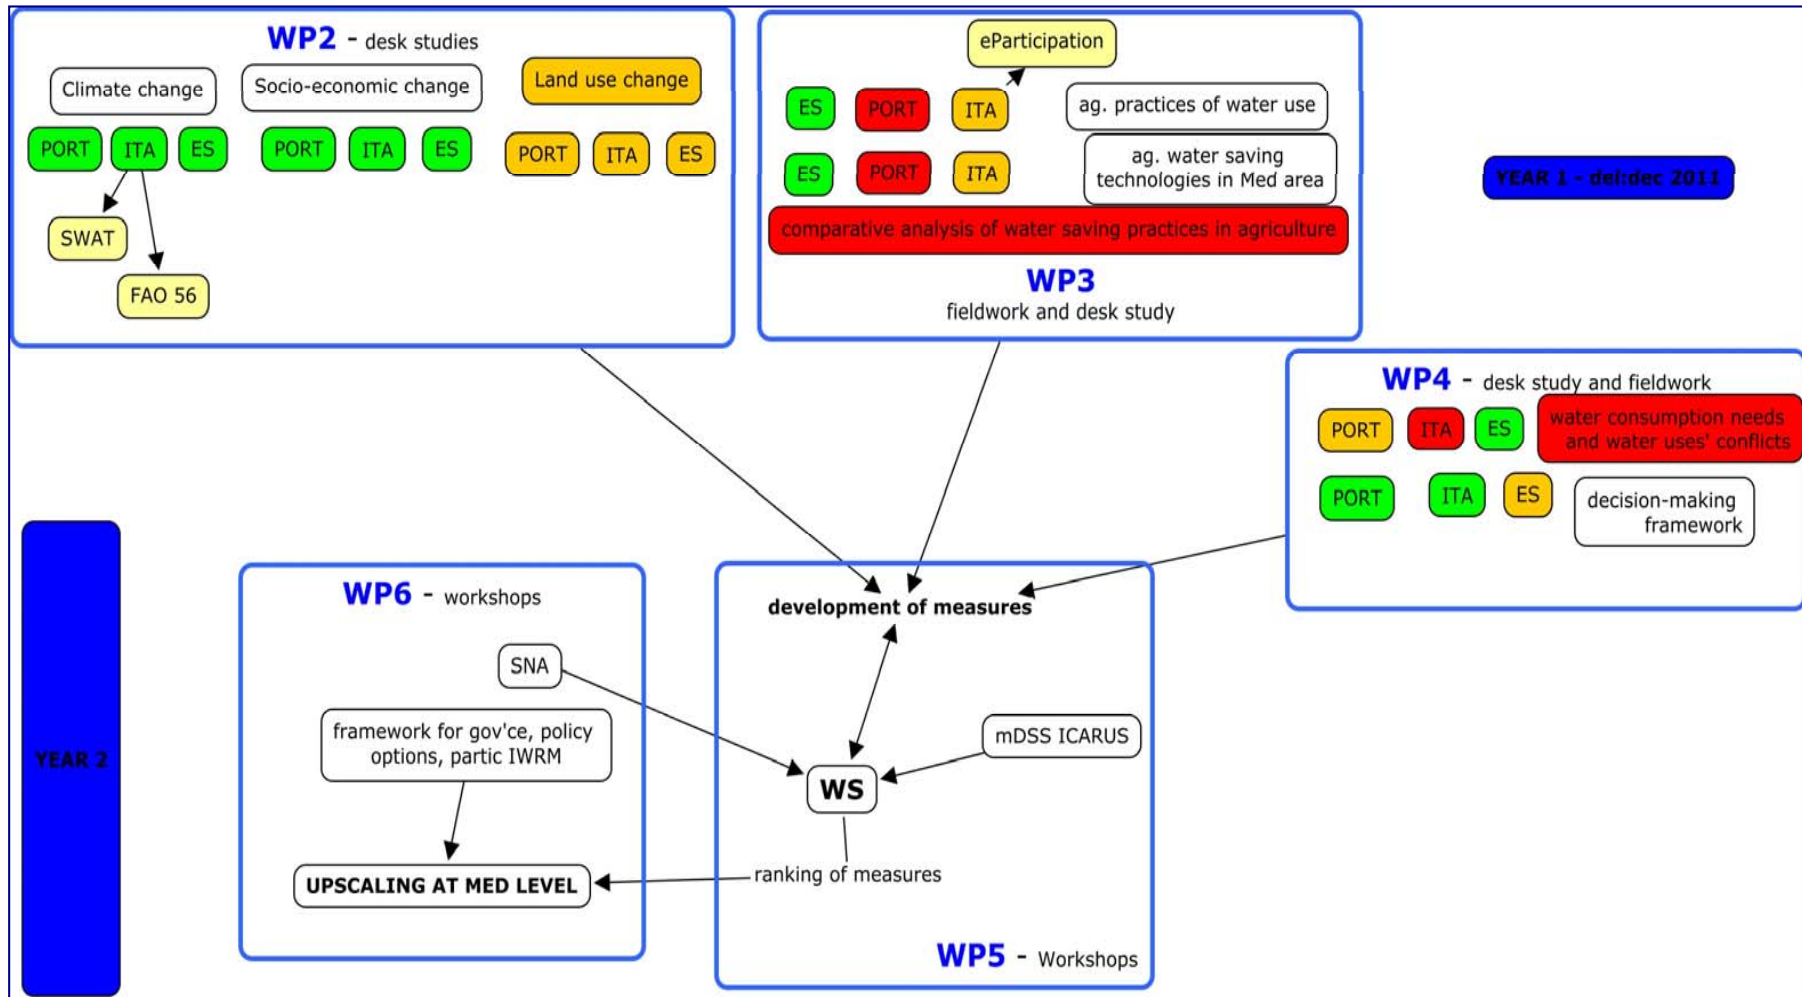 WP2 - desk studies
Climate change
Socio-economic change
Land use change
PORT ITA ES
PORT ITA ES
PORT ITA ES
SWAT
FAO 56
eParticipation
ES PORT ITA
ag. practices of water use
ES PORT ITA
ag. water saving
technologies in Med area
comparative analysis of water saving practices in agriculture
WP3
fieldwork and desk study
YEAR 1 - del:dec 2011
WP4 - desk study and fieldwork
PORT ITA ES
water consumption needs
and water uses' conflicts
PORT ITA ES
decision-making
framework
YEAR 2
WP6 - workshops
SNA
framework for gov'ce, policy
options, partic IWRM
UPSCALING AT MED LEVEL
development of measures
mDSS ICARUS
WS
ranking of measures
WP5 - Workshops